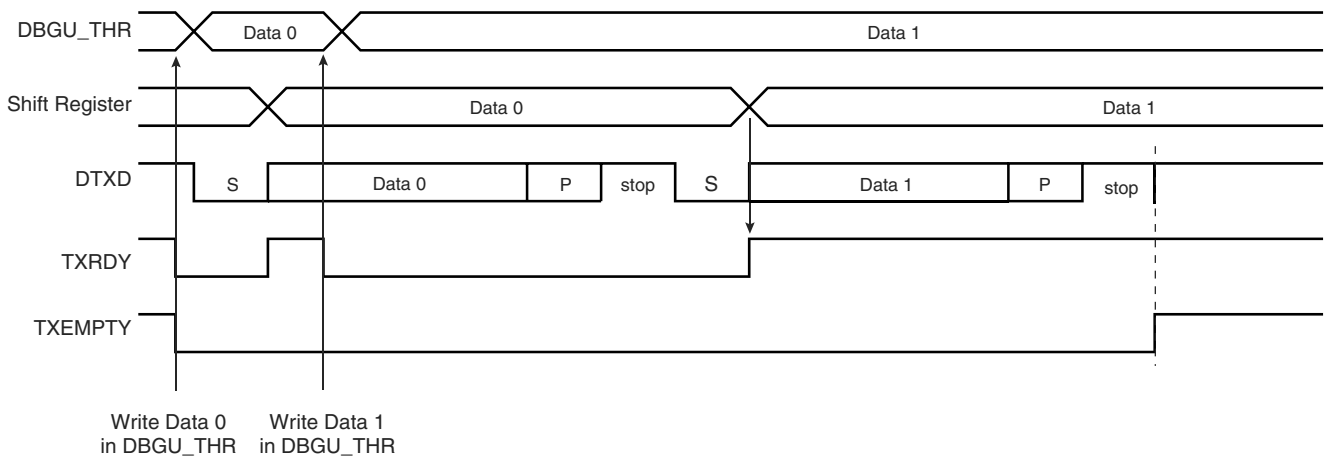 DBGU_THR Data 0 Data 1
Shift Register Data 0 Data 1
DTXD S Data 0 P stop S Data 1 P stop
TXRDY
TXEMPTY
Write Data 0 Write Data 1
in DBGU_THR in DBGU_THR